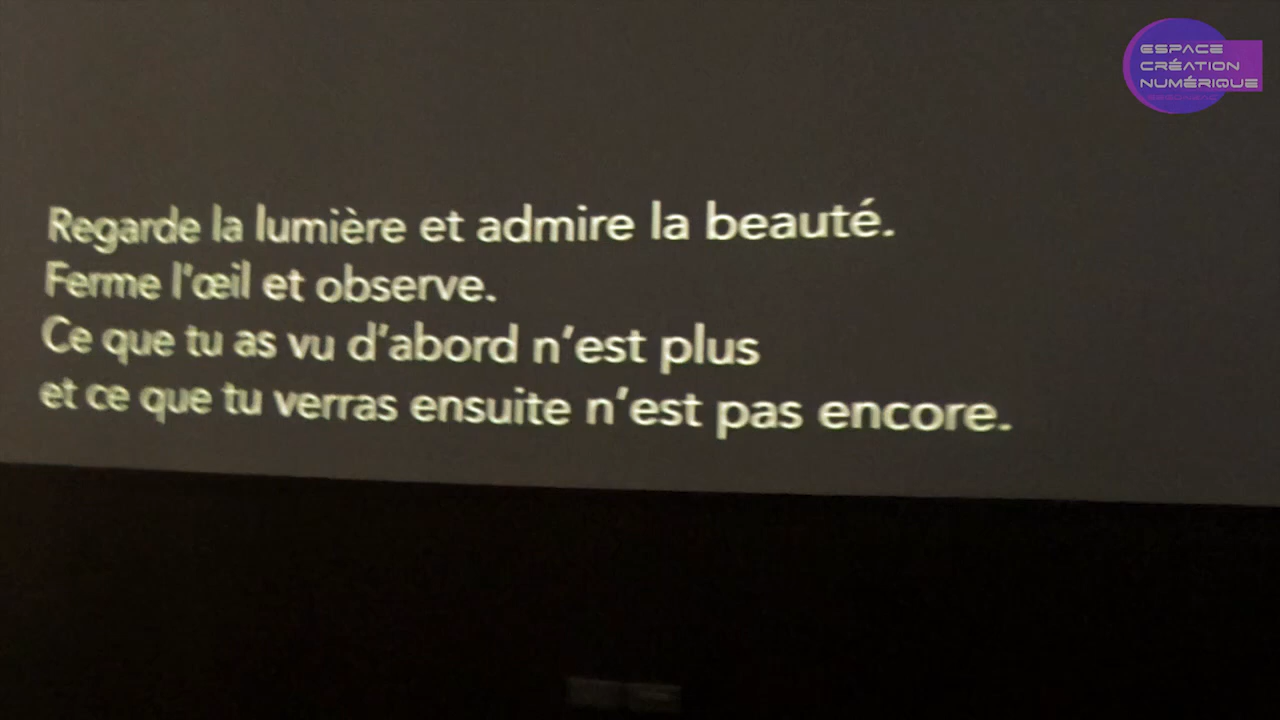 ESPACE
CRÉATION
NUMÉRIQUE
Regarde la lumière et admire la beauté.
Ferme l'œil et observe.
Ce que tu as vu d'abord n'est plus
et ce que tu verras ensuite n'est pas encore.